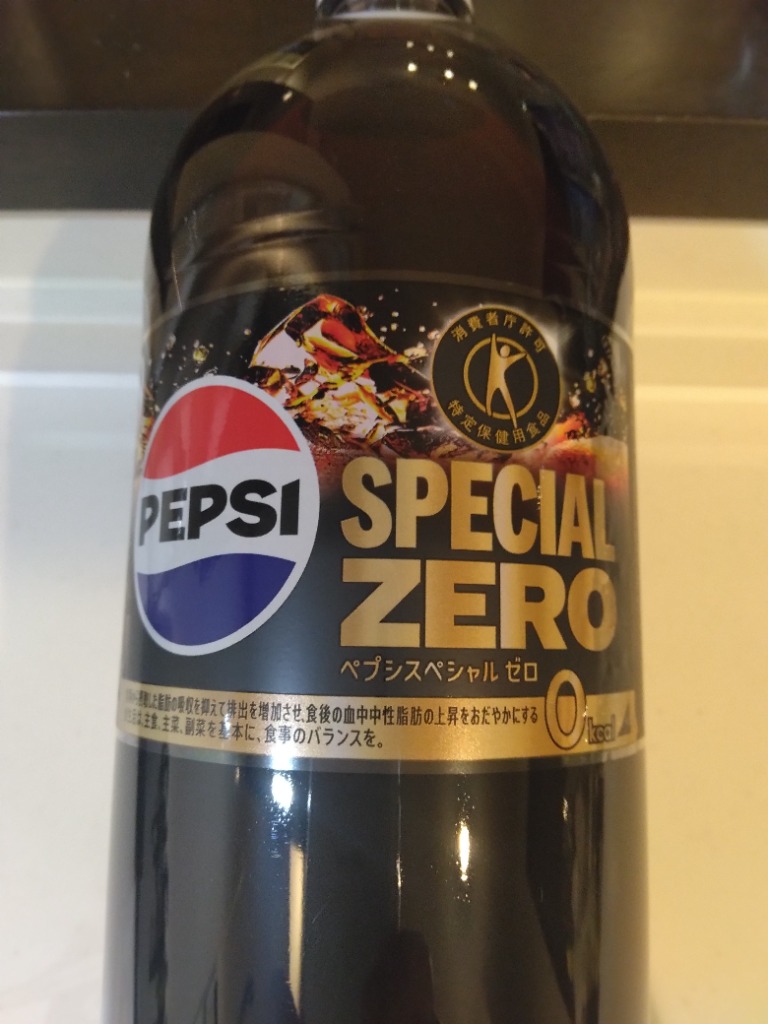 消費者庁許可
特定保健用食品
PEPSI
SPECIAL
ZERO
ペプシスペシャル ゼロ
した脂肪の吸収を抑えて排出を増加させ、食後の血中中性脂肪の上昇をおだやかにする
主食、主菜、副菜を基本に、食事のバランスを。
0 kcal